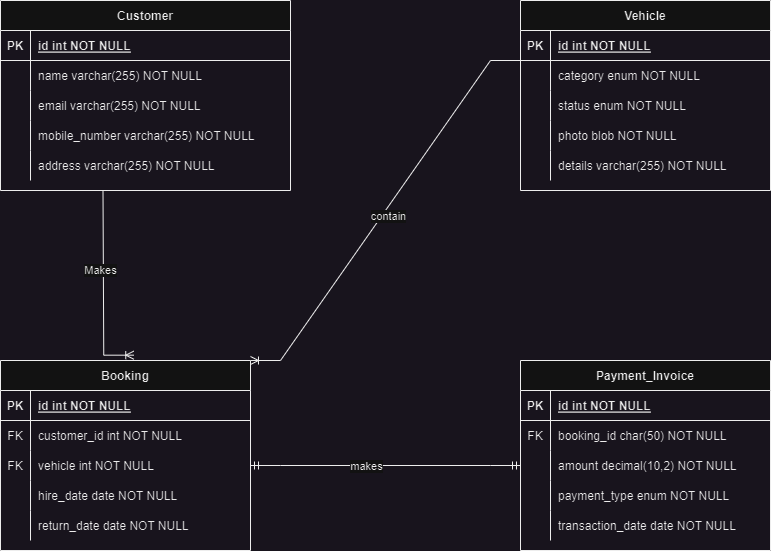 Customer
PK id int NOT NULL
name varchar(255) NOT NULL
email varchar(255) NOT NULL
mobile_number varchar(255) NOT NULL
address varchar(255) NOT NULL
Vehicle
PK id int NOT NULL
category enum NOT NULL
status enum NOT NULL
photo blob NOT NULL
details varchar(255) NOT NULL
contain
Makes
Booking
PK id int NOT NULL
FK customer_id int NOT NULL
FK vehicle int NOT NULL
hire_date date NOT NULL
return_date date NOT NULL
makes
Payment_Invoice
PK id int NOT NULL
FK booking_id char(50) NOT NULL
amount decimal(10,2) NOT NULL
payment_type enum NOT NULL
transaction_date date NOT NULL